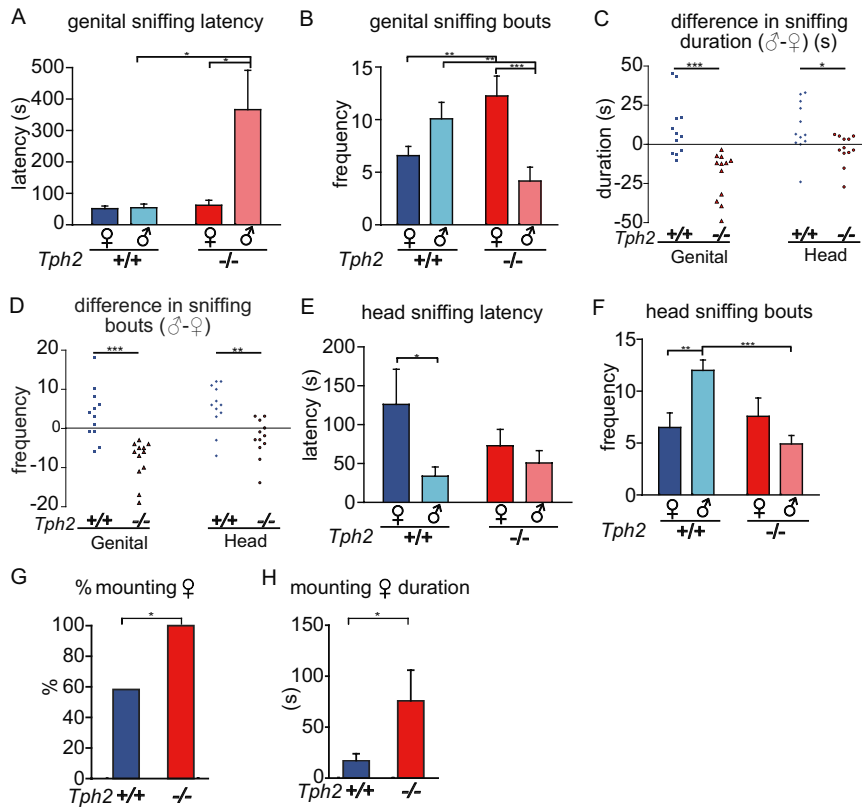 A genital sniffing latency
latency (s)
500
400
300
200
100
0
* *
♀ ♂ ♀ ♂
Tph2 +/+ -/-
B genital sniffing bouts
frequency
15
10
5
0
** ** ***
♀ ♂ ♀ ♂
Tph2 +/+ -/-
C difference in sniffing
duration (♂-♀) (s)
duration (s)
50
25
0
-25
-50
*** *
Tph2 +/+ -/- +/+ -/-
Genital Head
D difference in sniffing
bouts (♂-♀)
frequency
20
10
0
-10
-20
*** **
Tph2 +/+ -/- +/+ -/-
Genital Head
E head sniffing latency
latency (s)
200
150
100
50
0
*
♀ ♂ ♀ ♂
Tph2 +/+ -/-
F head sniffing bouts
frequency
15
10
5
0
** ***
♀ ♂ ♀ ♂
Tph2 +/+ -/-
G % mounting ♀
%
100
80
60
40
20
0
*
Tph2 +/+ -/-
H mounting ♀ duration
(s)
150
100
50
0
*
Tph2 +/+ -/-